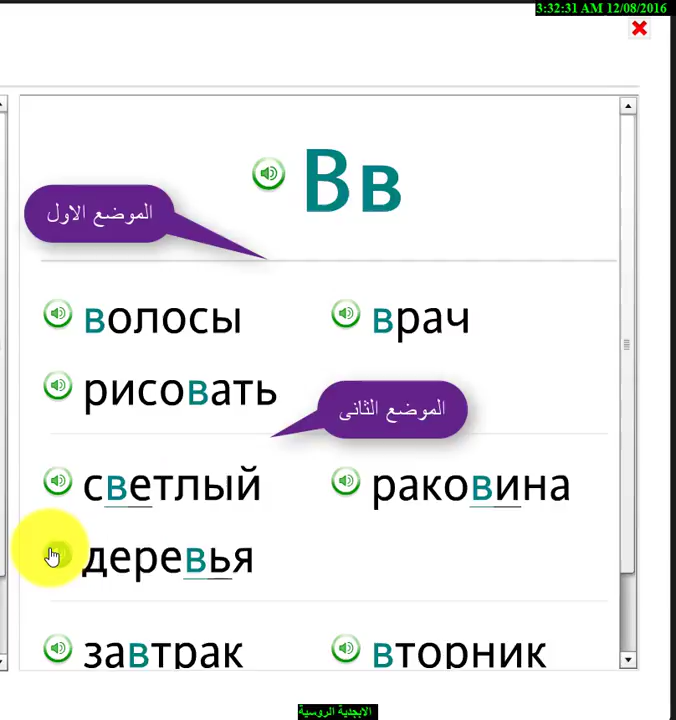 3:32:31 AM 12/08/2016
Вв
الموضع الاول
волосы врач
рисовать
الموضع الثانى
светлый раковина
деревья
завтрак вторник
الابجدية الروسية